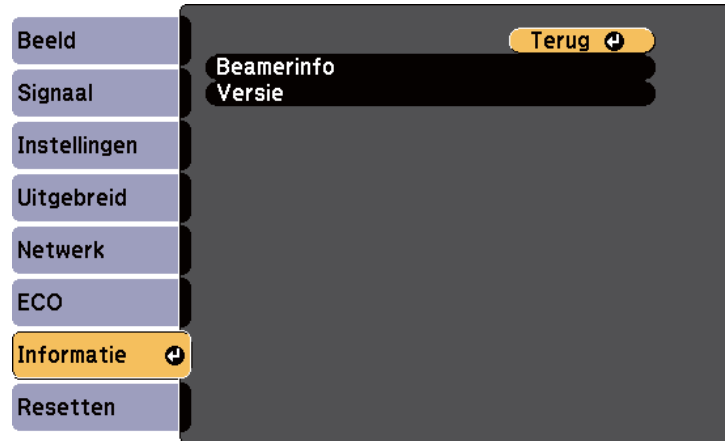 Beeld
Signaal
Instellingen
Uitgebreid
Netwerk
ECO
Informatie
Resetten
Terug
Beamerinfo
Versie